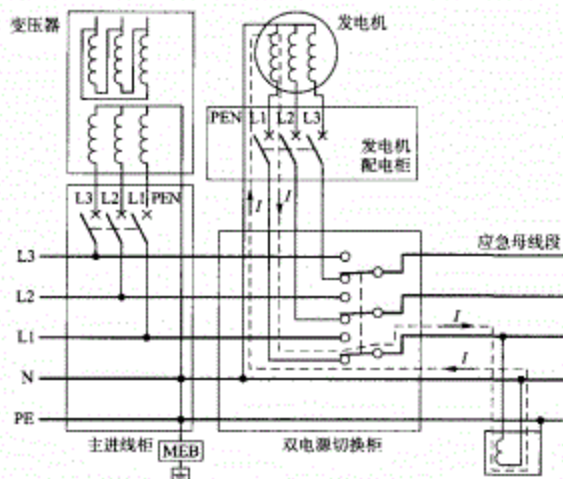 变压器
发电机
PEN L1 L2 L3
发电机
配电柜
L3 L2 L1 PEN
I I
L3
应急母线段
L2
L1
I
I
N
PE
主进线柜
MEB
双电源切换柜